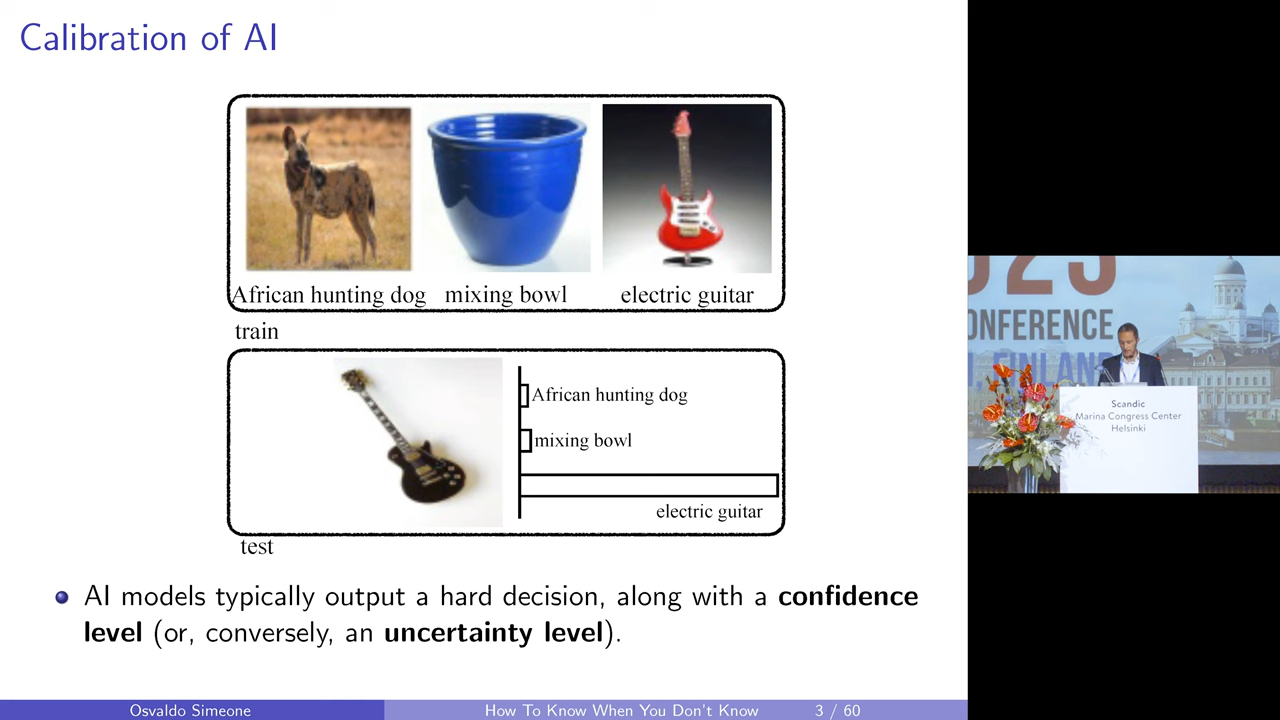 Calibration of AI
African hunting dog
mixing bowl
electric guitar
train
African hunting dog
mixing bowl
electric guitar
test
AI models typically output a hard decision, along with a confidence
level (or, conversely, an uncertainty level).
Osvaldo Simeone
How To Know When You Don't Know
3 / 60
ONFERENCE
FINLAND
Scandic
Marina Congress Center
Helsinki